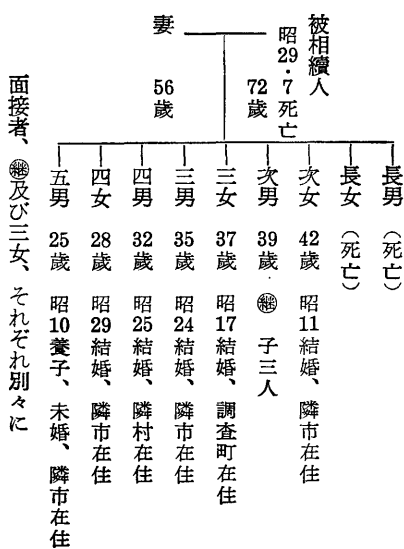 被相続人
昭29・7死亡
72歳
妻
56歳
長男 (死亡)
長女 (死亡)
次女 42歳 昭11結婚、隣市在住
次男 39歳 ㊩ 子三人
三女 37歳 昭17結婚、調査町在住
三男 35歳 昭24結婚、隣市在住
四男 32歳 昭25結婚、隣村在住
四女 28歳 昭29結婚、隣市在住
五男 25歳 昭10養子、未婚、隣市在住
面接者、継及び三女、それぞれ別々に